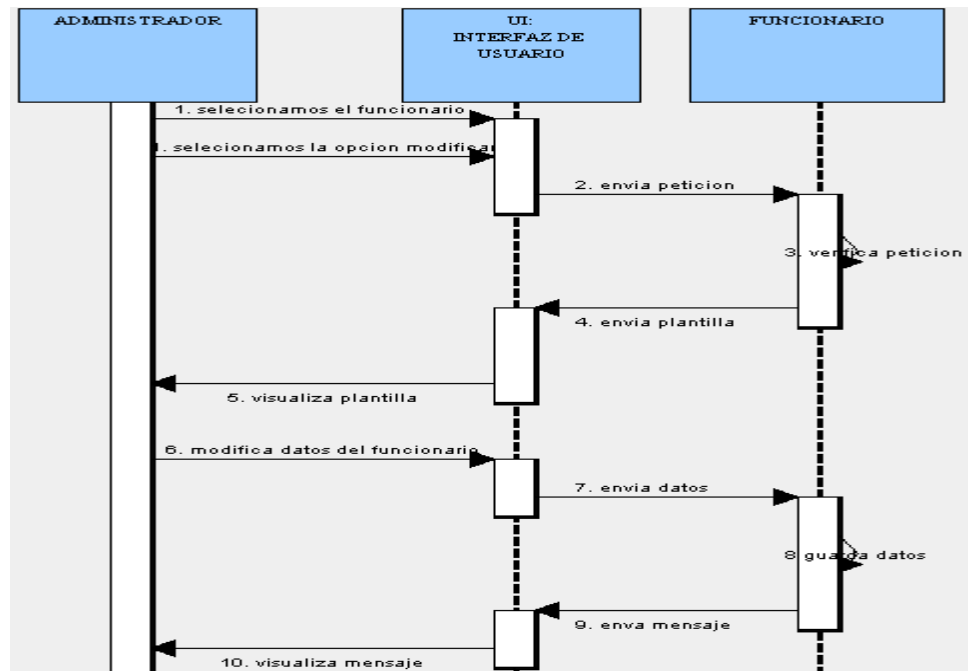 ADMINISTRADOR
UI:
INTERFAZ DE
USUARIO
FUNCIONARIO
1. selecionamos el funcionario
1. selecionamos la opcion modificar
2. envia peticion
3. verifica peticion
4. envia plantilla
5. visualiza plantilla
6. modifica datos del funcionario
7. envia datos
8 guarda datos
9. enva mensaje
10. visualiza mensaje